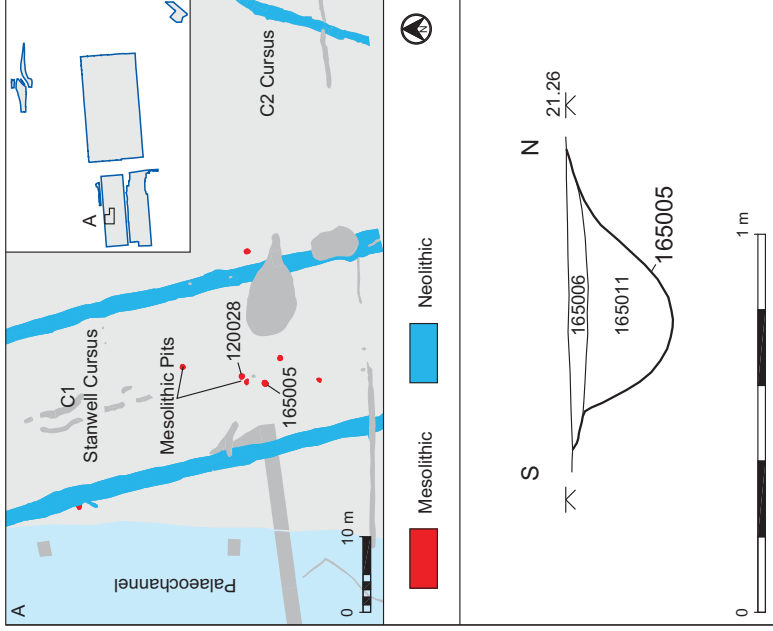 A
A
C1
Stanwell Cursus
C2 Cursus
Mesolithic Pits
120028
165005
Palaeochannel
0
10 m
Mesolithic
Neolithic
N
S
N
21.26
165006
165011
165005
0
1 m